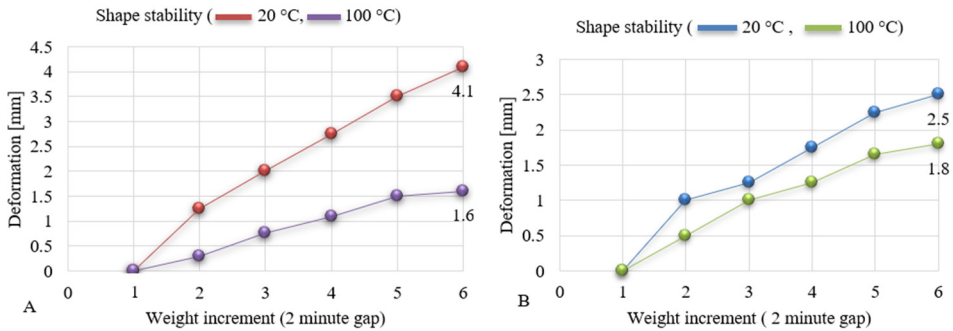 Shape stability ( 20 °C, 100 °C)
4.5
4
3.5
3
2.5
2
1.5
1
0.5
0
Deformation [mm]
4.1
1.6
0 1 2 3 4 5 6
A
Weight increment (2 minute gap)
Shape stability ( 20 °C , 100 °C)
3
2.5
2
1.5
1
0.5
0
Deformation [mm]
2.5
1.8
0 1 2 3 4 5 6
B
Weight increment ( 2 minute gap)